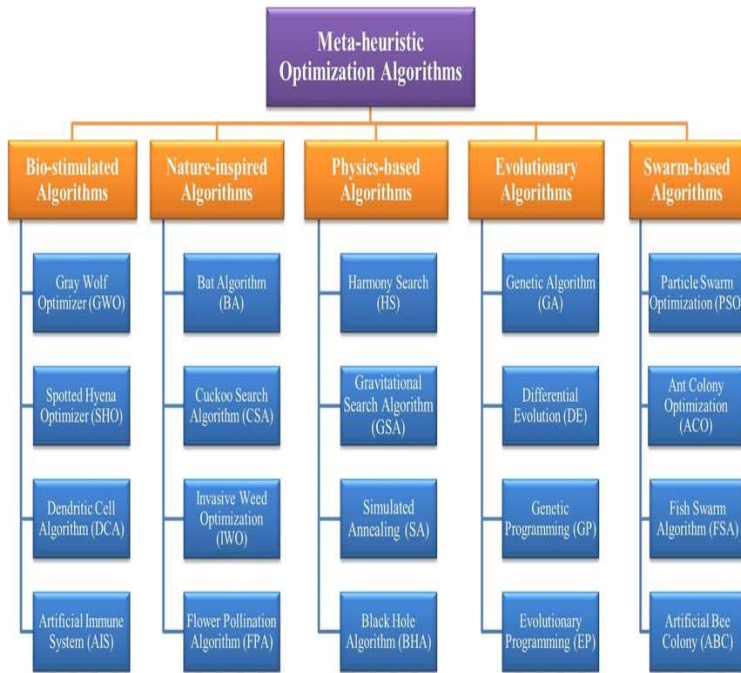 Meta-heuristic
Optimization Algorithms
Bio-stimulated
Algorithms
Nature-inspired
Algorithms
Physics-based
Algorithms
Evolutionary
Algorithms
Swarm-based
Algorithms
Gray Wolf
Optimizer (GWO)
Bat Algorithm
(BA)
Harmony Search
(HS)
Genetic Algorithm
(GA)
Particle Swarm
Optimization (PSO)
Spotted Hyena
Optimizer (SHO)
Cuckoo Search
Algorithm (CSA)
Gravitational
Search Algorithm
(GSA)
Differential
Evolution (DE)
Ant Colony
Optimization
(ACO)
Dendritic Cell
Algorithm (DCA)
Invasive Weed
Optimization
(IWO)
Simulated
Annealing (SA)
Genetic
Programming (GP)
Fish Swarm
Algorithm (FSA)
Artificial Immune
System (AIS)
Flower Pollination
Algorithm (FPA)
Black Hole
Algorithm (BHA)
Evolutionary
Programming (EP)
Artificial Bee
Colony (ABC)